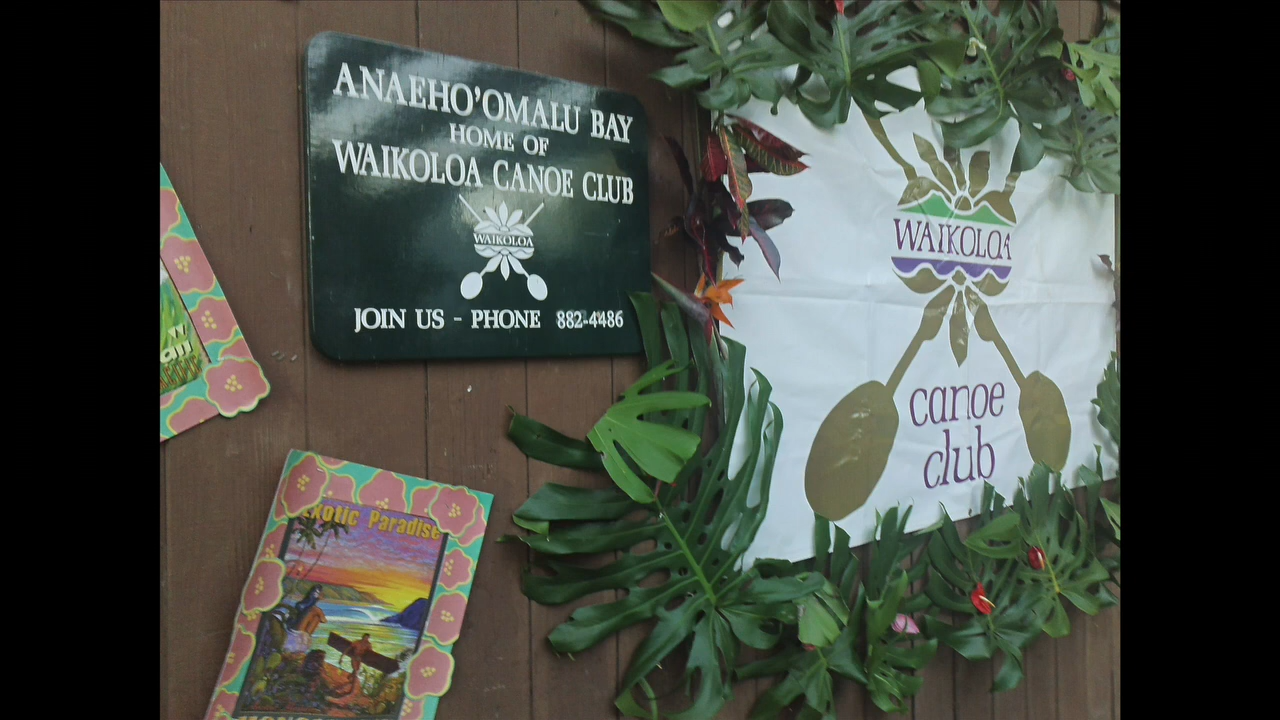 ANAEHO'OMALU BAY
HOME OF
WAIKOLOA CANOE CLUB
WAIKOLOA
JOIN US - PHONE 882-4486
WAIKOLOA
canoe
club
Exotic Paradise